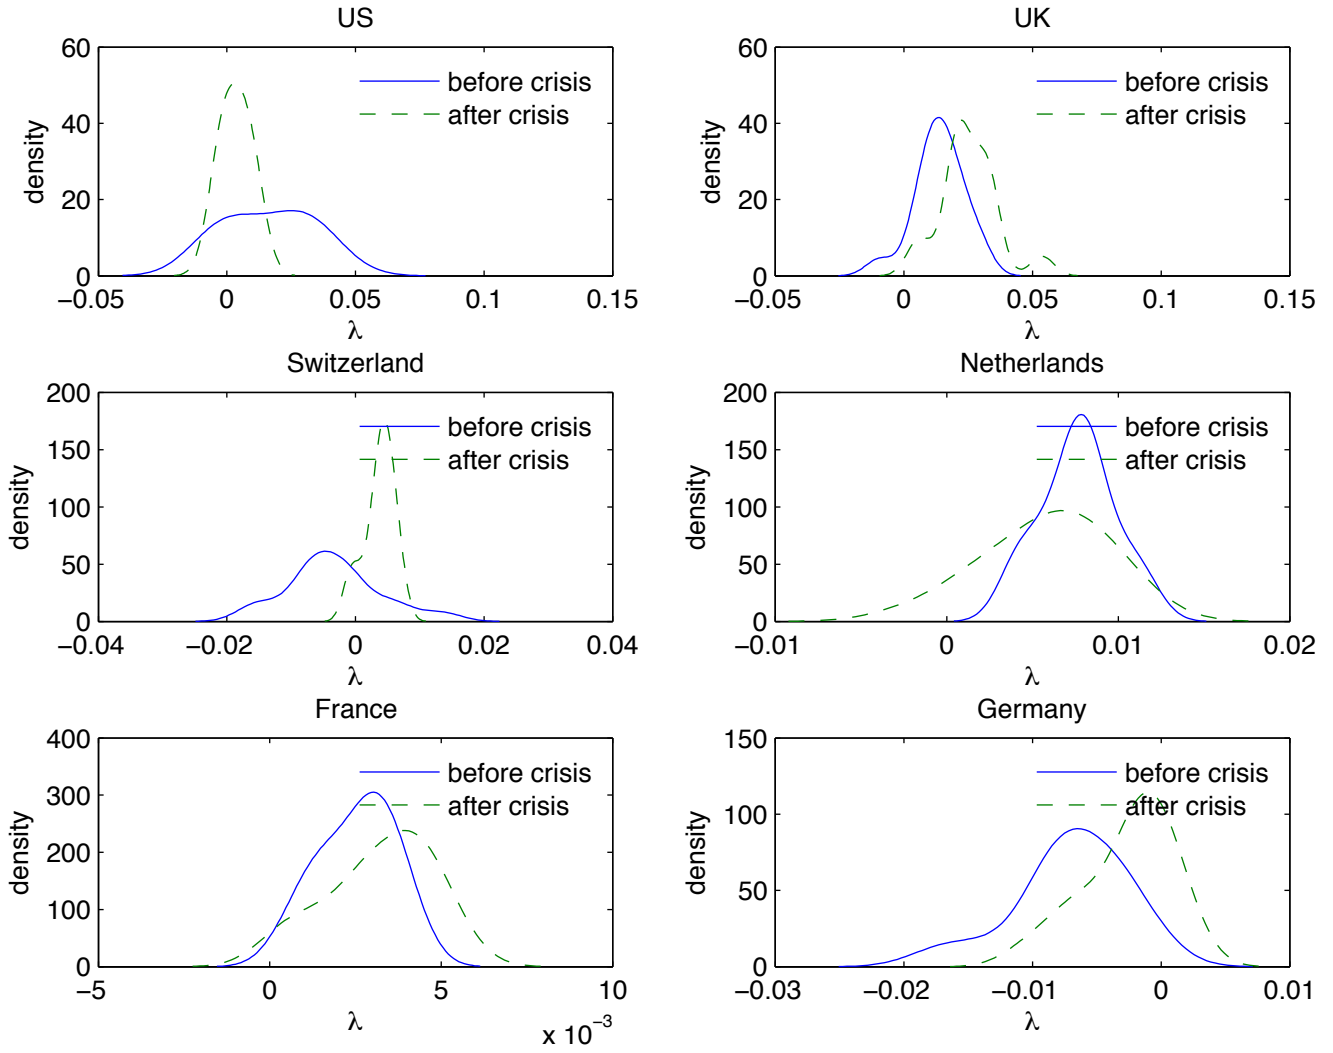 US
60
40
20
0
density
before crisis
after crisis
−0.05 0 0.05 0.1 0.15
λ
UK
60
40
20
0
density
before crisis
after crisis
−0.05 0 0.05 0.1 0.15
λ
Switzerland
200
150
100
50
0
density
before crisis
after crisis
−0.04 −0.02 0 0.02 0.04
λ
Netherlands
200
150
100
50
0
density
before crisis
after crisis
−0.01 0 0.01 0.02
λ
France
400
300
200
100
0
density
before crisis
after crisis
−5 0 5 10
λ
x 10⁻³
Germany
150
100
50
0
density
before crisis
after crisis
−0.03 −0.02 −0.01 0 0.01
λ